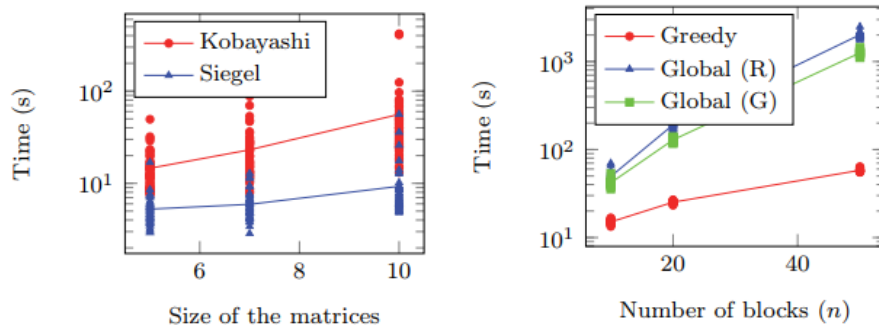 Kobayashi
Siegel
10^2
10^1
Time (s)
6
8
10
Size of the matrices
Greedy
Global (R)
Global (G)
10^3
10^2
10^1
Time (s)
20
40
Number of blocks (n)